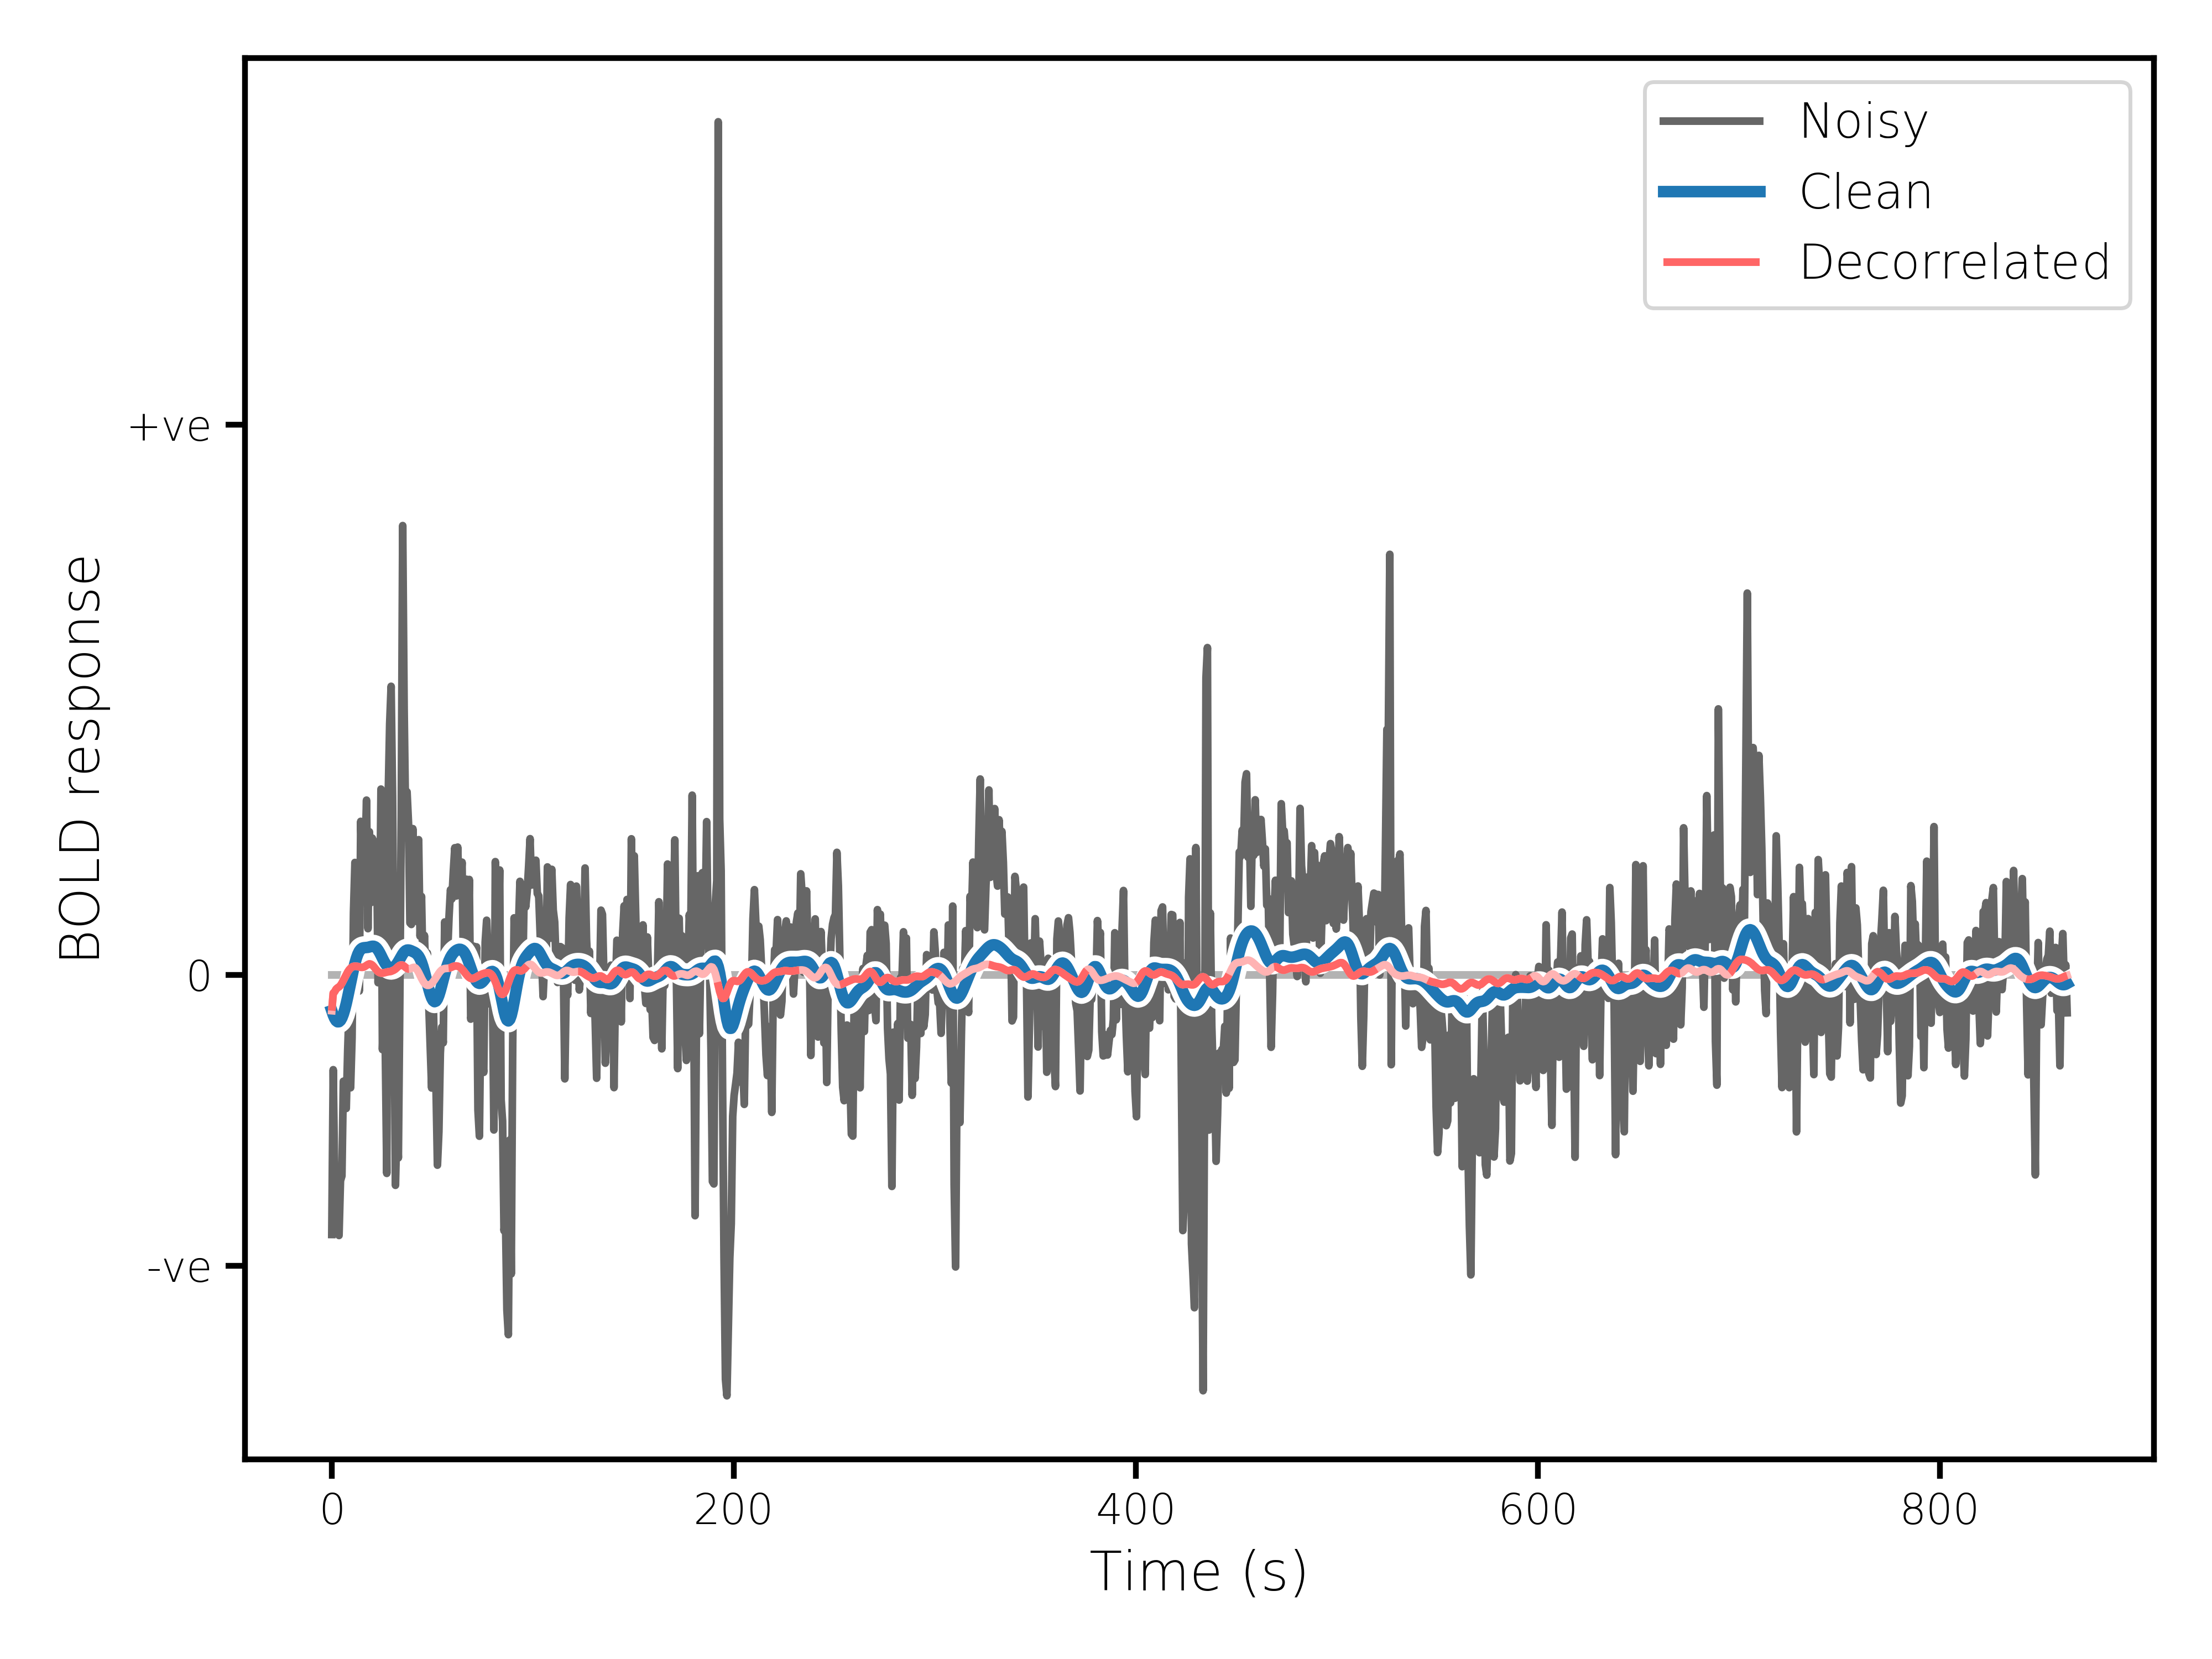 Noisy
Clean
Decorrelated
+ve
0
-ve
BOLD response
0 200 400 600 800
Time (s)